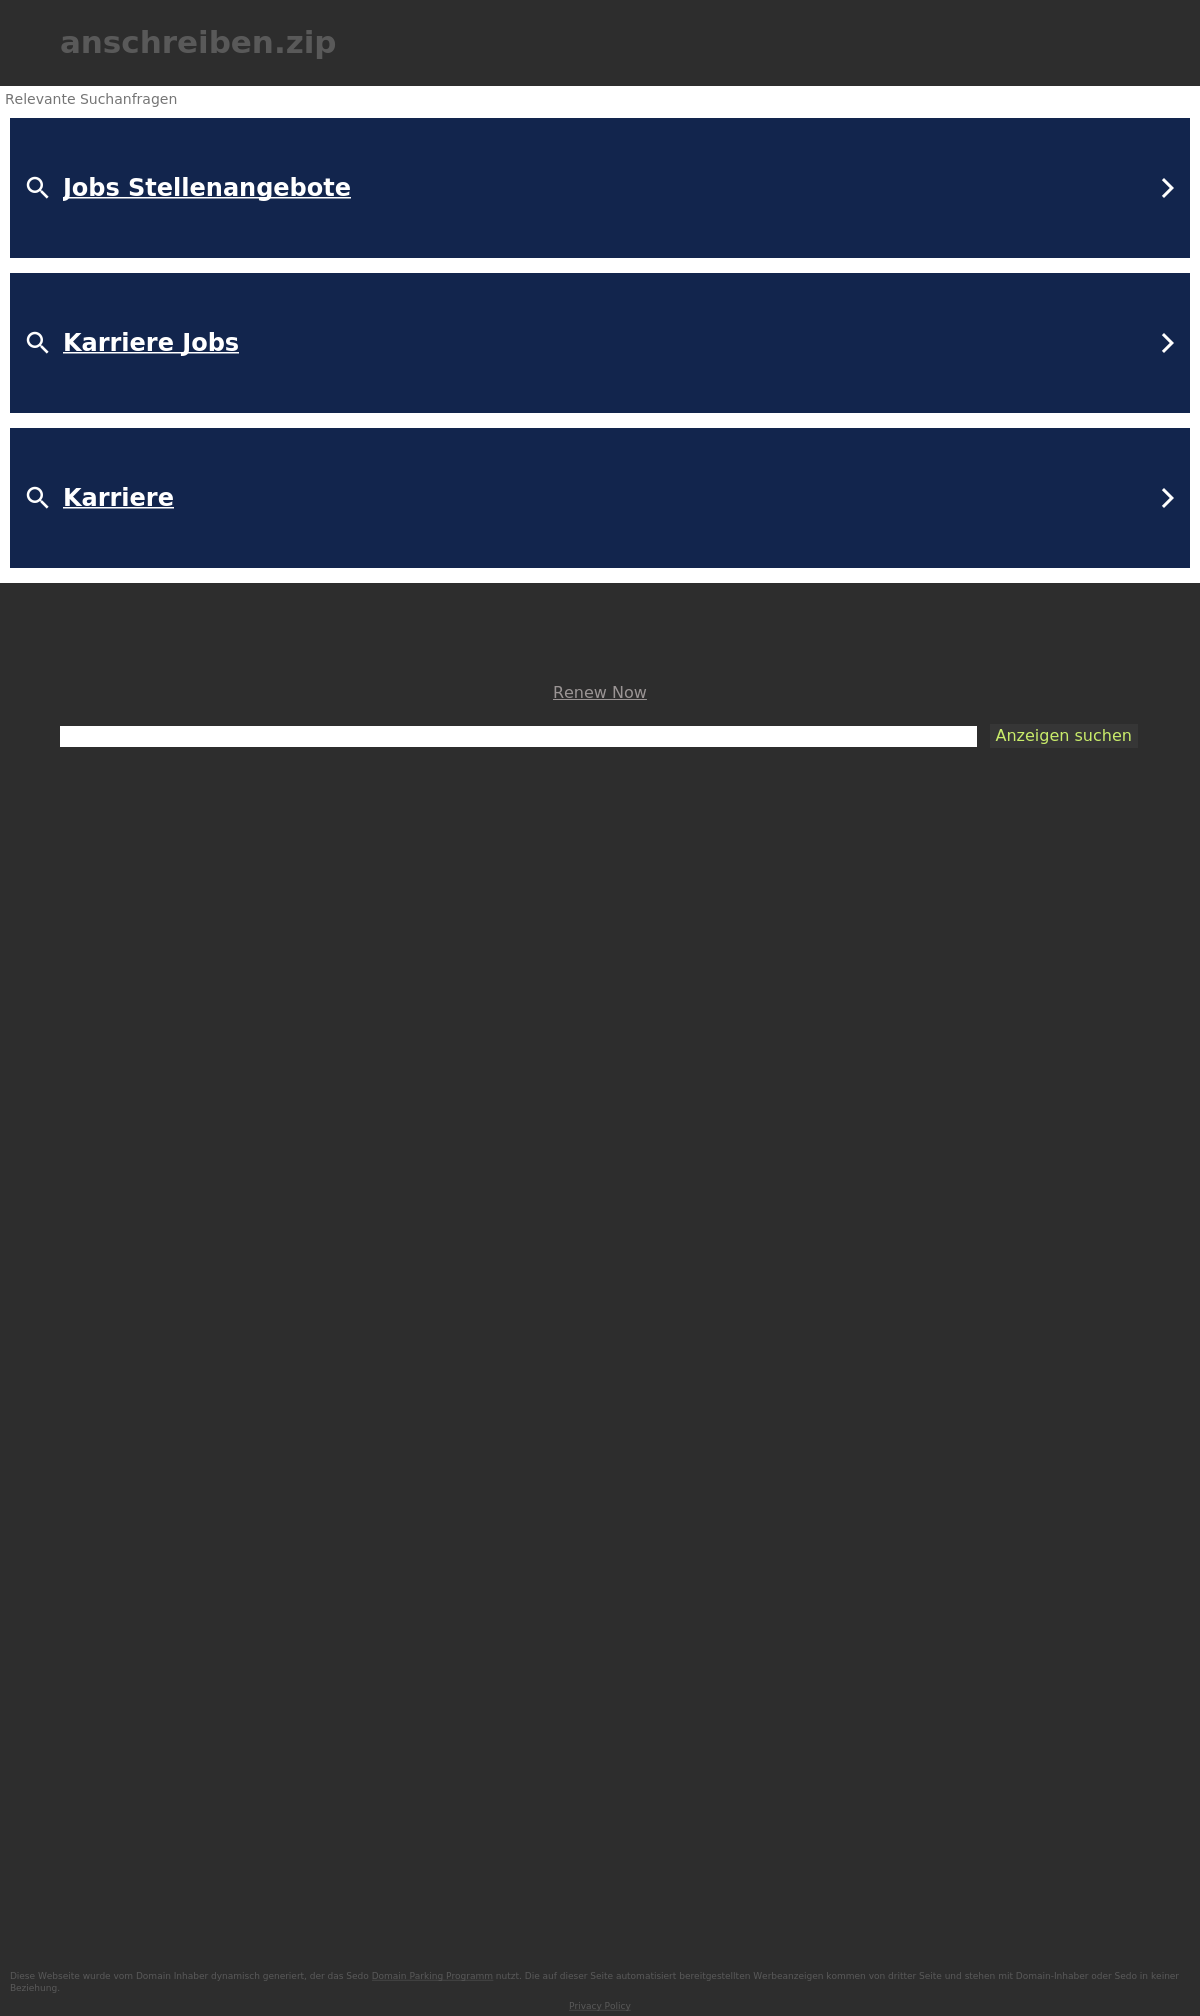 anschreiben.zip
Relevante Suchanfragen
Jobs Stellenangebote
Karriere Jobs
Karriere
Renew Now
Anzeigen suchen
Diese Webseite wurde vom Domain Inhaber dynamisch generiert, der das Sedo Domain Parking Programm nutzt. Die auf dieser Seite automatisiert bereitgestellten Werbeanzeigen kommen von dritter Seite und stehen mit Domain-Inhaber oder Sedo in keiner
Beziehung.
Privacy Policy